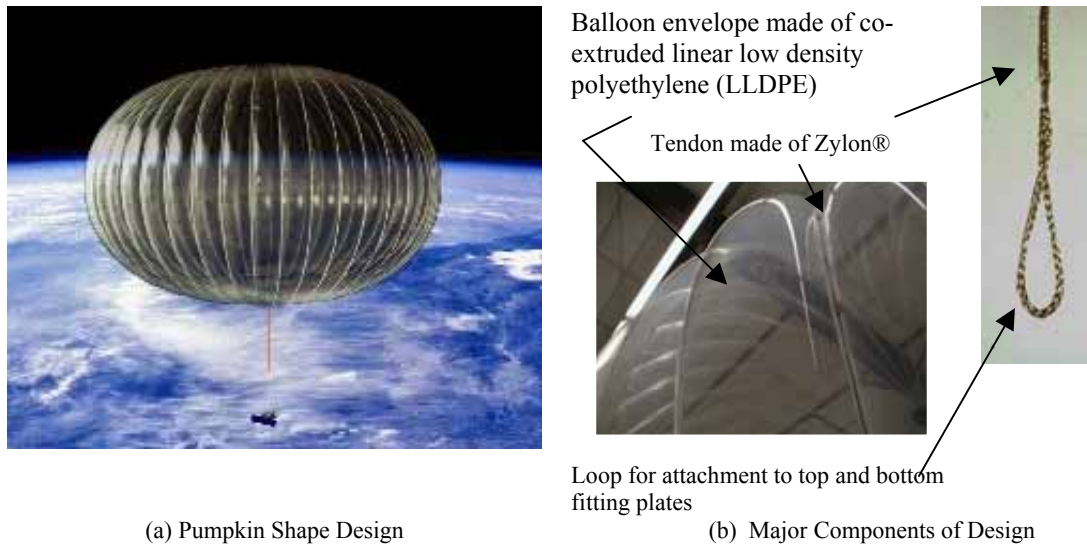 Balloon envelope made of co-
extruded linear low density
polyethylene (LLDPE)
Tendon made of Zylon®
Loop for attachment to top and bottom
fitting plates
(a) Pumpkin Shape Design
(b) Major Components of Design